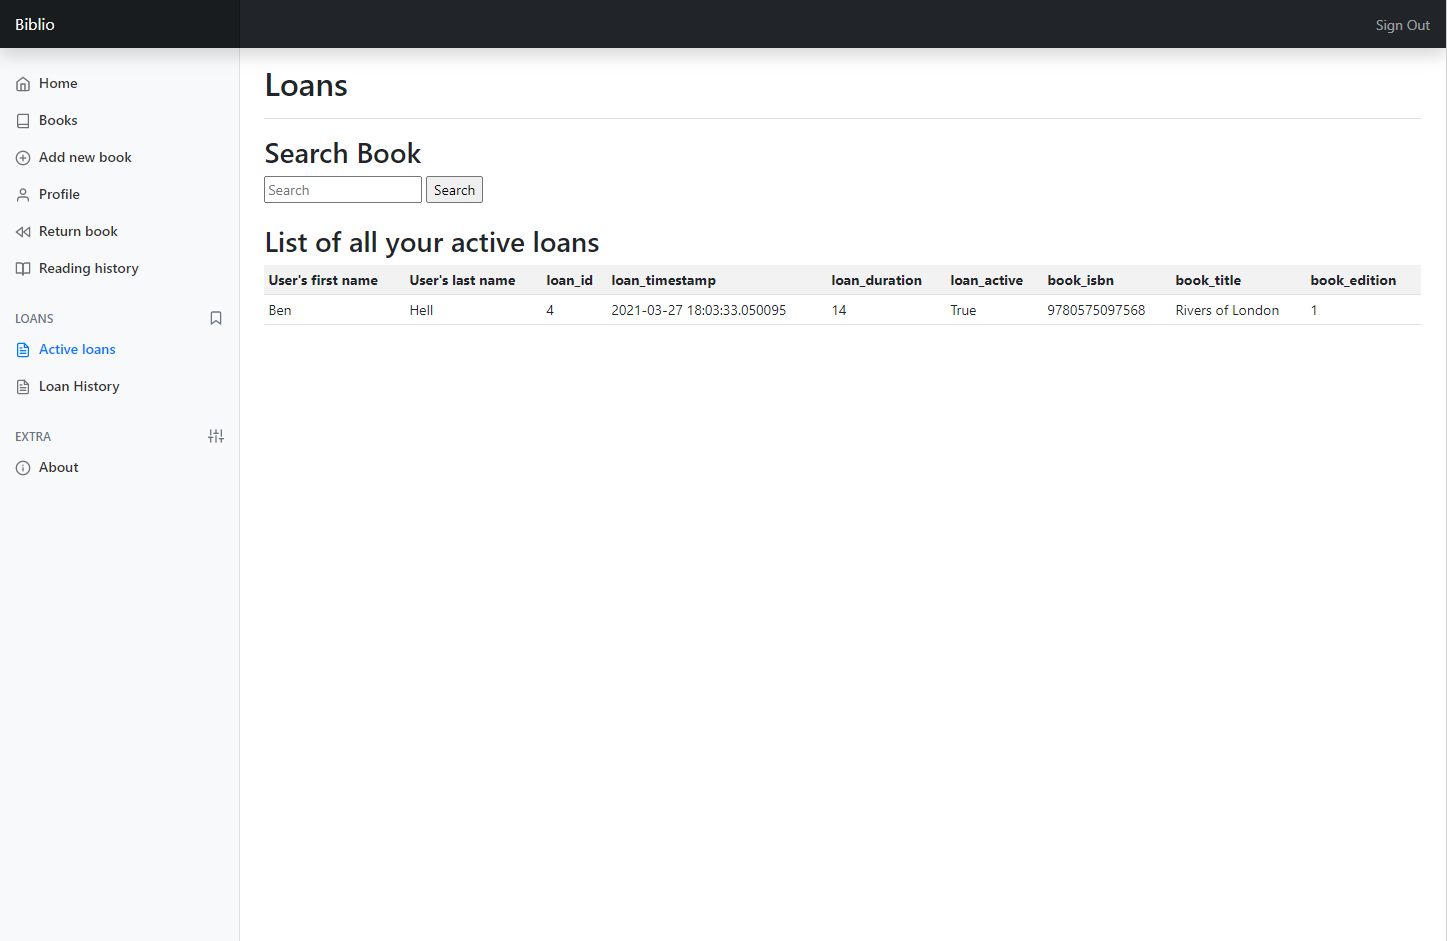 Biblio
Sign Out
Home
Books
Add new book
Profile
Return book
Reading history
LOANS
Active loans
Loan History
EXTRA
About
Loans
Search Book
Search Search
List of all your active loans
User's first name User's last name loan_id loan_timestamp loan_duration loan_active book_isbn book_title book_edition
Ben Hell 4 2021-03-27 18:03:33.050095 14 True 9780575097568 Rivers of London 1